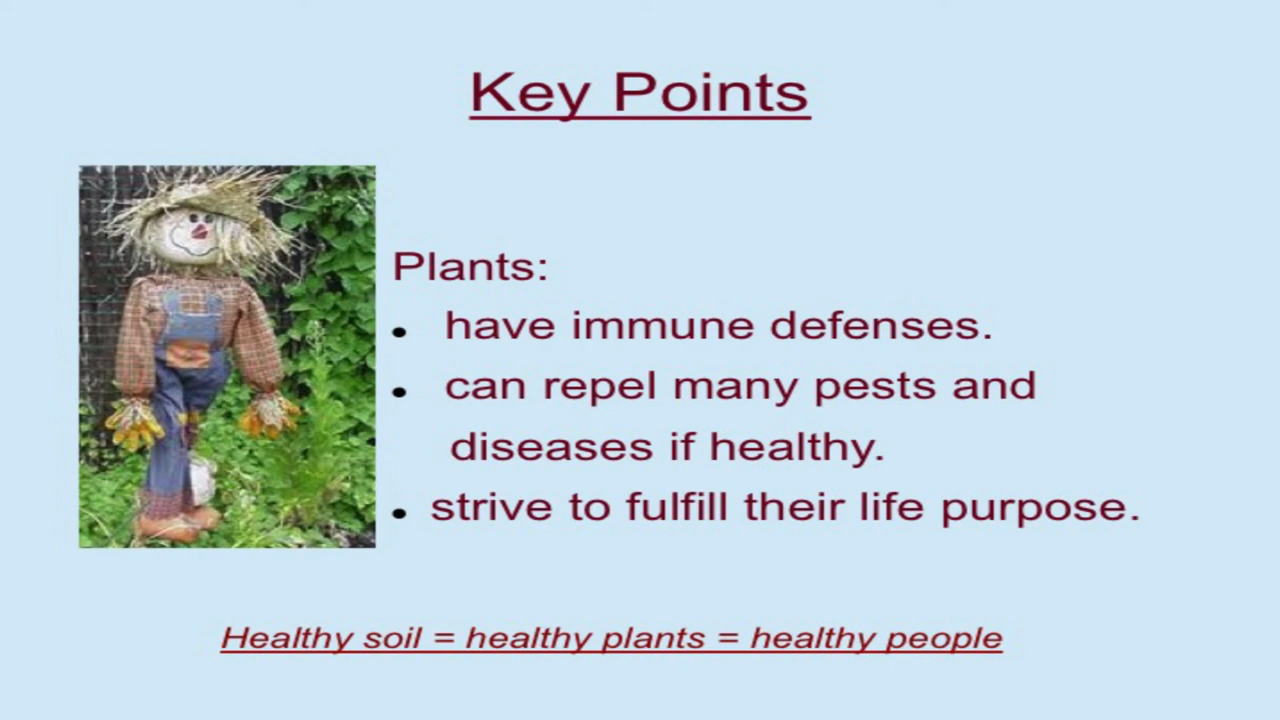 Key Points
Plants:
• have immune defenses.
• can repel many pests and
diseases if healthy.
• strive to fulfill their life purpose.
Healthy soil = healthy plants = healthy people